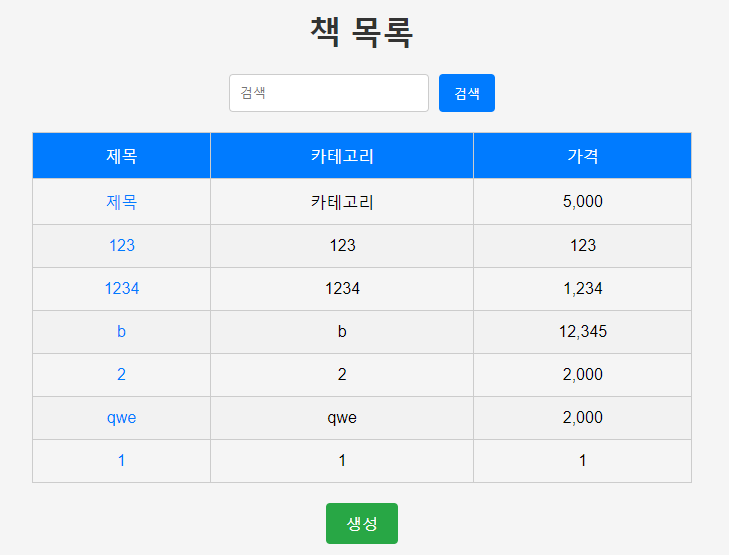 책 목록
검색 검색
제목 카테고리 가격
제목 카테고리 5,000
123 123 123
1234 1234 1,234
b b 12,345
2 2 2,000
qwe qwe 2,000
1 1 1
생성